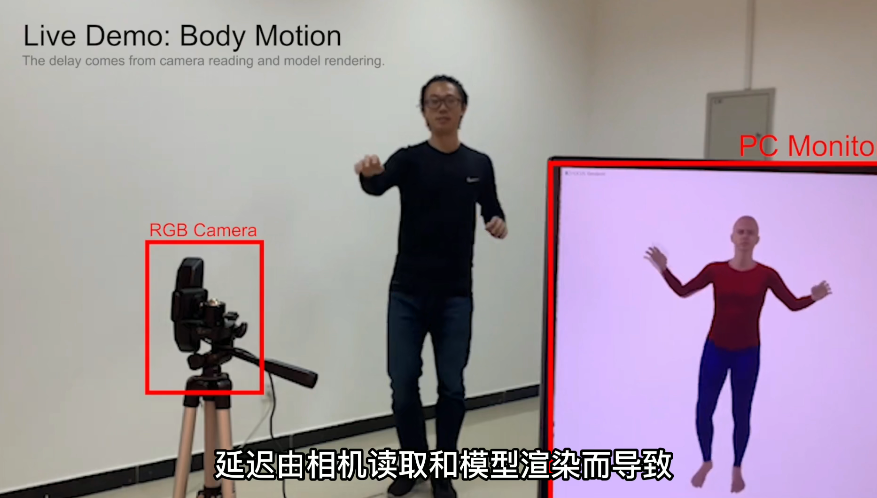 Live Demo: Body Motion
The delay comes from camera reading and model rendering.
PC Monito
RGB Camera
延迟由相机读取和模型渲染而导致